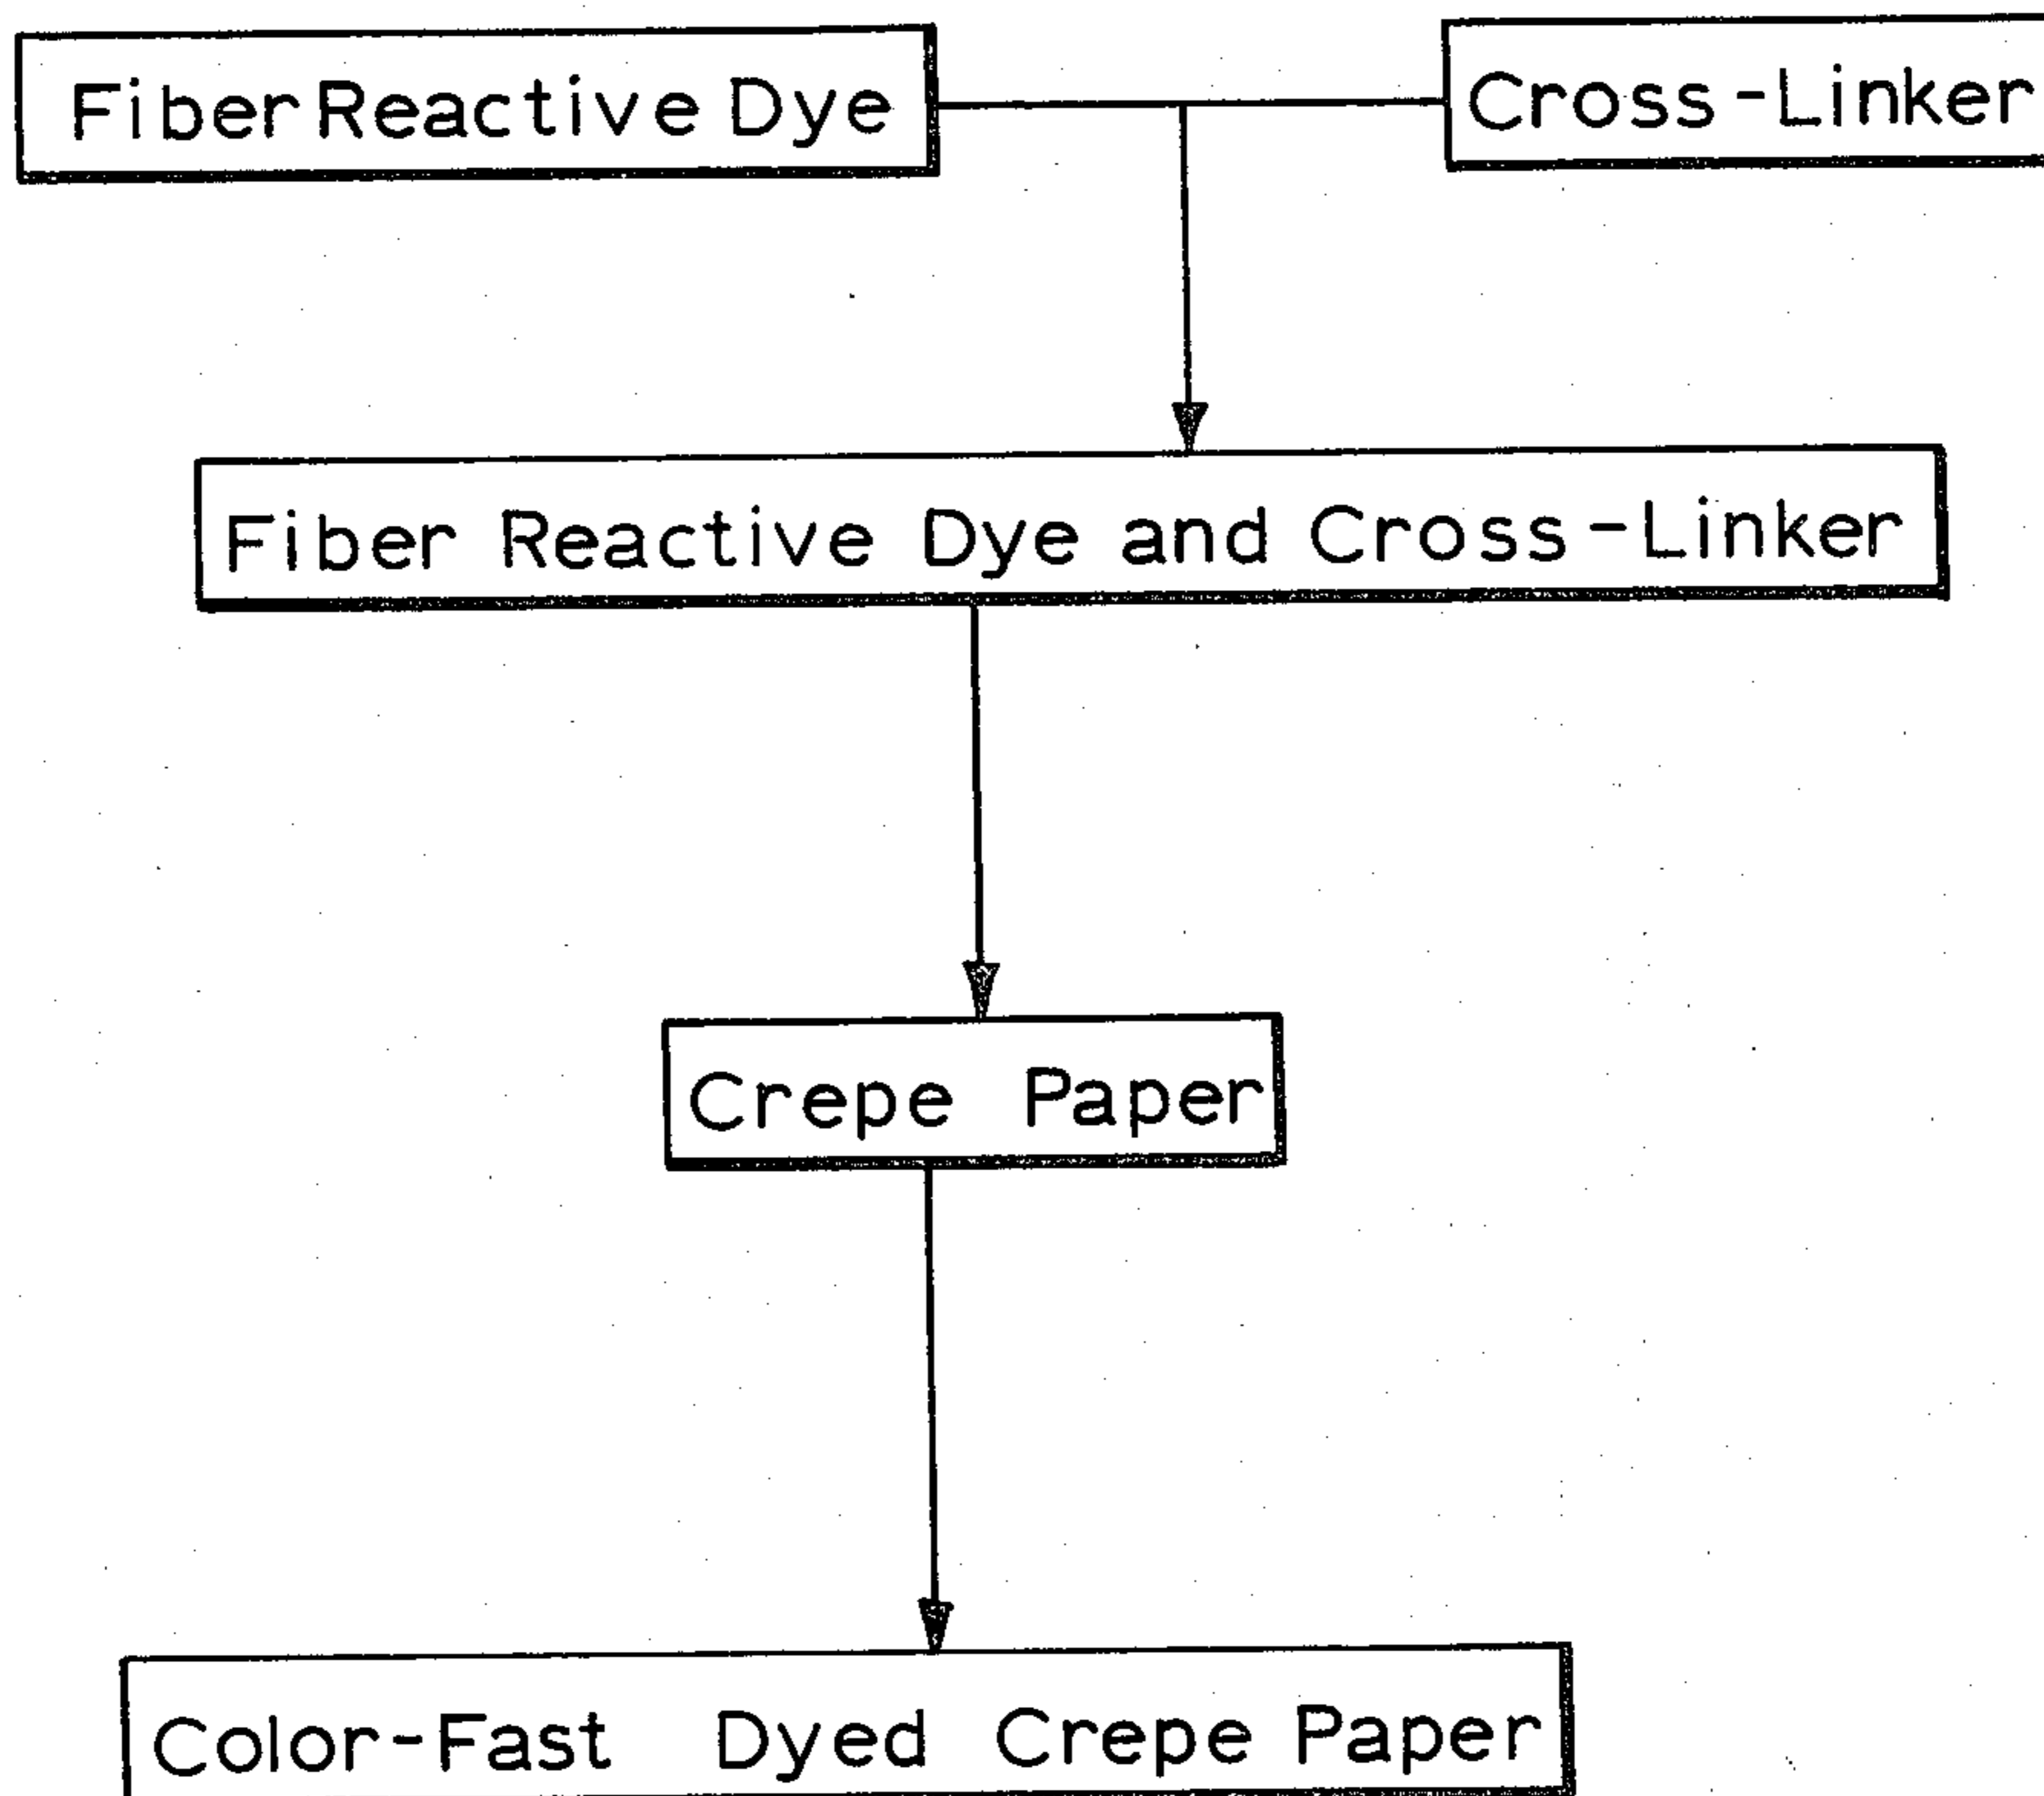 Fiber Reactive Dye
Cross-Linker
Fiber Reactive Dye and Cross-Linker
Crepe Paper
Color-Fast Dyed Crepe Paper